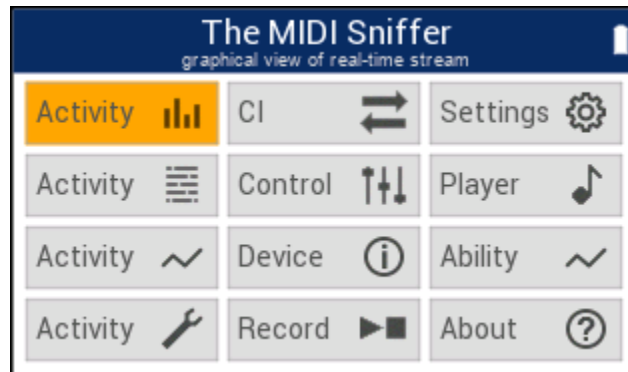 The MIDI Sniffer
graphical view of real-time stream
Activity CI Settings
Activity Control Player
Activity Device Ability
Activity Record About